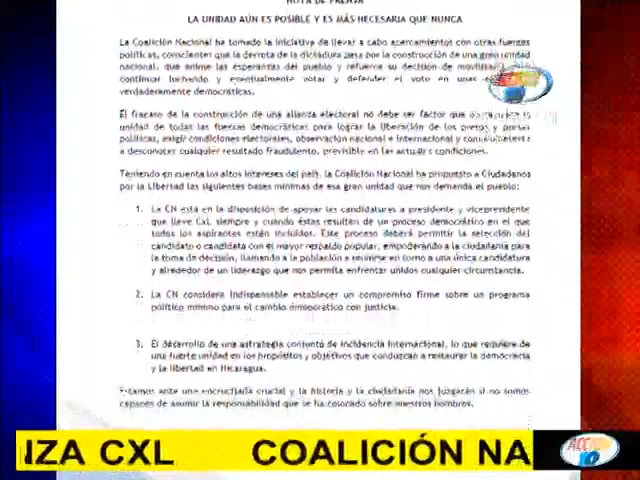 NOTA DE PRENSA
LA UNIDAD AÚN ES POSIBLE Y ES MÁS NECESARIA QUE NUNCA
La Coalición Nacional ha tomado la iniciativa de llevar a cabo acercamientos con otras fuerzas
políticas, conscientes que la derrota de la dictadura pasa por la construcción de una gran unidad
nacional, que anime las esperanzas del pueblo y refuerce su decisión de
continuar luchando y eventualmente votar y defender el voto en unas
verdaderamente democráticas.
El fracaso de la construcción de una alianza electoral no debe ser factor que
unidad de todas las fuerzas democráticas para lograr la liberación de los presos y presas
políticas, exigir condiciones electorales, observación nacional e internacional y
a desconocer cualquier resultado fraudulento, previsible en las actuales condiciones.
Teniendo en cuenta los altos intereses del país, la Coalición Nacional ha propuesto a Ciudadanos
por la Libertad las siguientes bases mínimas de esa gran unidad que nos demanda el pueblo:
1. La CN está en la disposición de apoyar las candidaturas a presidente y vicepresidente
que lleve CxL, siempre y cuando éstas resulten de un proceso democrático en el que
todos los aspirantes están incluidos. Este proceso deberá permitir la selección del
candidato o candidata con el mayor respaldo popular, empoderando a la ciudadanía para
la toma de decisión, llamando a la población a reunirse en torno a una única candidatura
y alrededor de un liderazgo que nos permita enfrentar unidos cualquier circunstancia.
2. La CN considera indispensable establecer un compromiso firme sobre un programa
político mínimo para el cambio democrático con justicia.
3. El desarrollo de una estrategia conjunta de incidencia internacional, lo que requiere de
una fuerte unidad en los propósitos y objetivos que conduzcan a restaurar la democracia
y la libertad en Nicaragua.
Estamos ante una encrucijada crucial y la historia y la ciudadanía nos juzgarán si no somos
capaces de asumir la responsabilidad que se ha colocado sobre nuestros hombros.
IZA CXL COALICIÓN NA
ACCIÓN 10